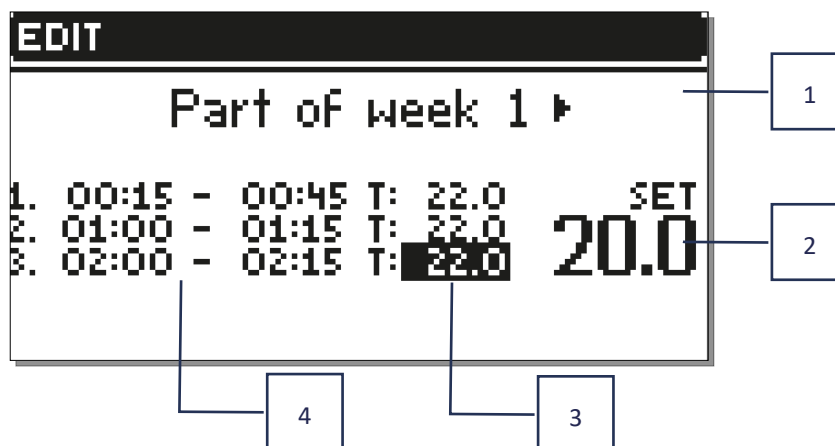 EDIT
Part of week 1 ▶
1. 00:15 - 00:45 T: 22.0
2. 01:00 - 01:15 T: 22.0
3. 02:00 - 02:15 T: 22.0
SET
20.0
1
2
4
3